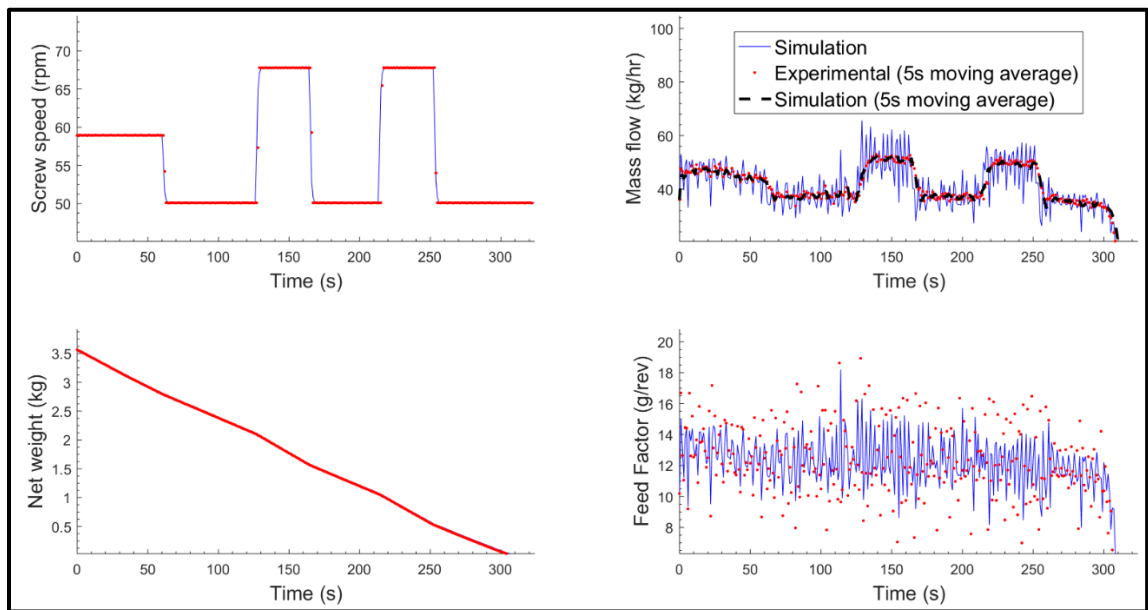 Screw speed (rpm)
70
65
60
55
50
0 50 100 150 200 250 300
Time (s)
Mass flow (kg/hr)
100
80
60
40
0 50 100 150 200 250 300
Time (s)
Simulation
Experimental (5s moving average)
Simulation (5s moving average)
Net weight (kg)
3.5
3
2.5
2
1.5
1
0.5
0 50 100 150 200 250 300
Time (s)
Feed Factor (g/rev)
20
18
16
14
12
10
8
0 50 100 150 200 250 300
Time (s)